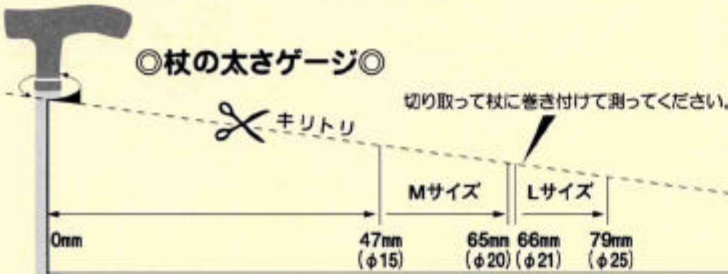 ◎杖の太さゲージ◎
切り取って杖に巻き付けて測ってください。
キリトリ
Mサイズ Lサイズ
0mm 47mm 65mm 66mm 79mm
(φ15) (φ20) (φ21) (φ25)